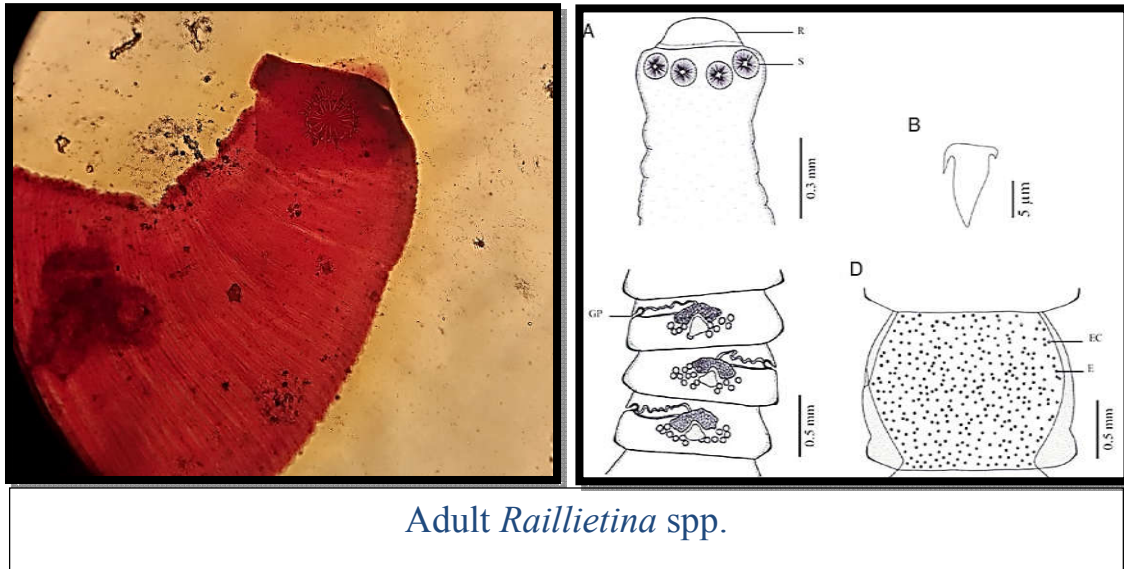 A
R
S
0.3 mm
B
5 μm
GP
0.5 mm
D
EC
E
0.5 mm
Adult Raillietina spp.